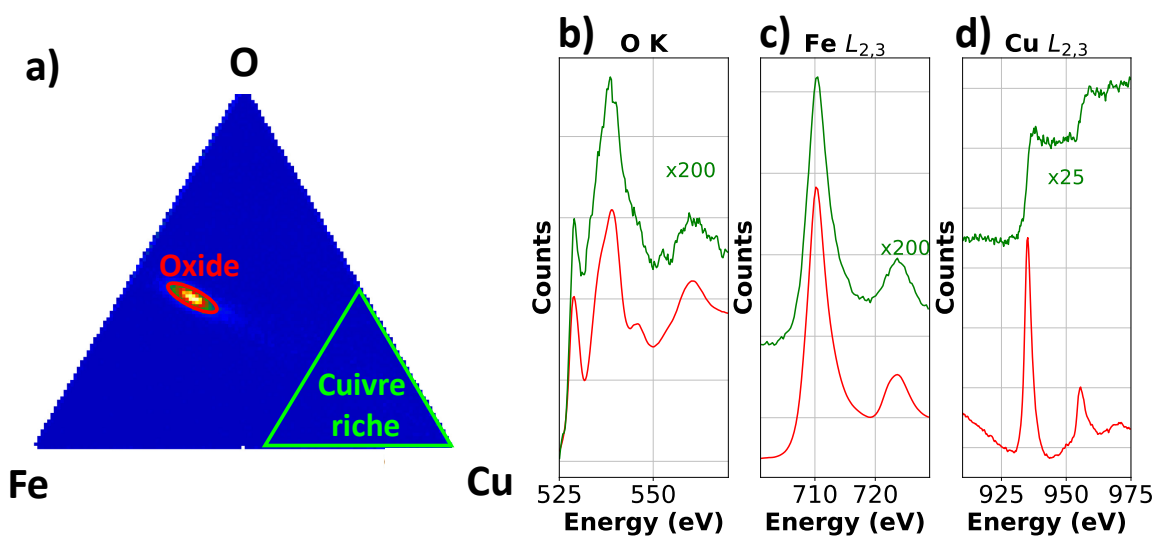 a)
O
Oxide
Cuivre
riche
Fe
Cu
b)
O K
x200
Counts
525
550
Energy (eV)
c)
Fe L2,3
x200
Counts
710
720
Energy (eV)
d)
Cu L2,3
x25
Counts
925
950
975
Energy (eV)